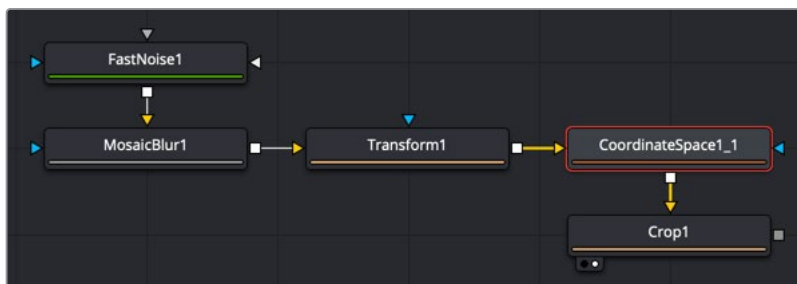 FastNoise1
MosaicBlur1
Transform1
CoordinateSpace1_1
Crop1